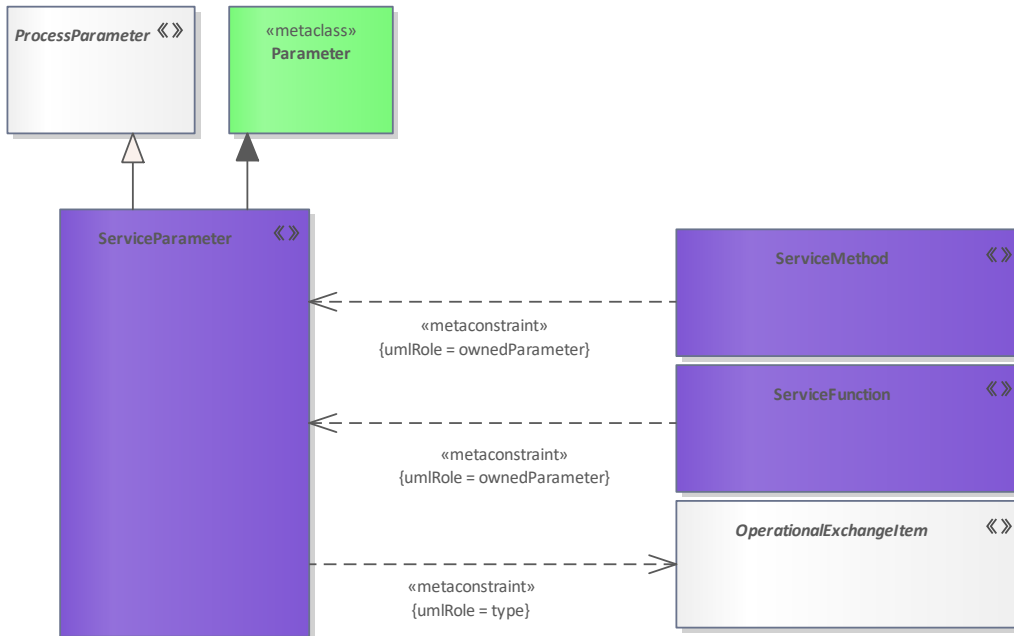 ProcessParameter «»
«metaclass»
Parameter
ServiceParameter «»
ServiceMethod «»
«metaconstraint»
{umlRole = ownedParameter}
ServiceFunction «»
«metaconstraint»
{umlRole = ownedParameter}
OperationalExchangeItem «»
«metaconstraint»
{umlRole = type}